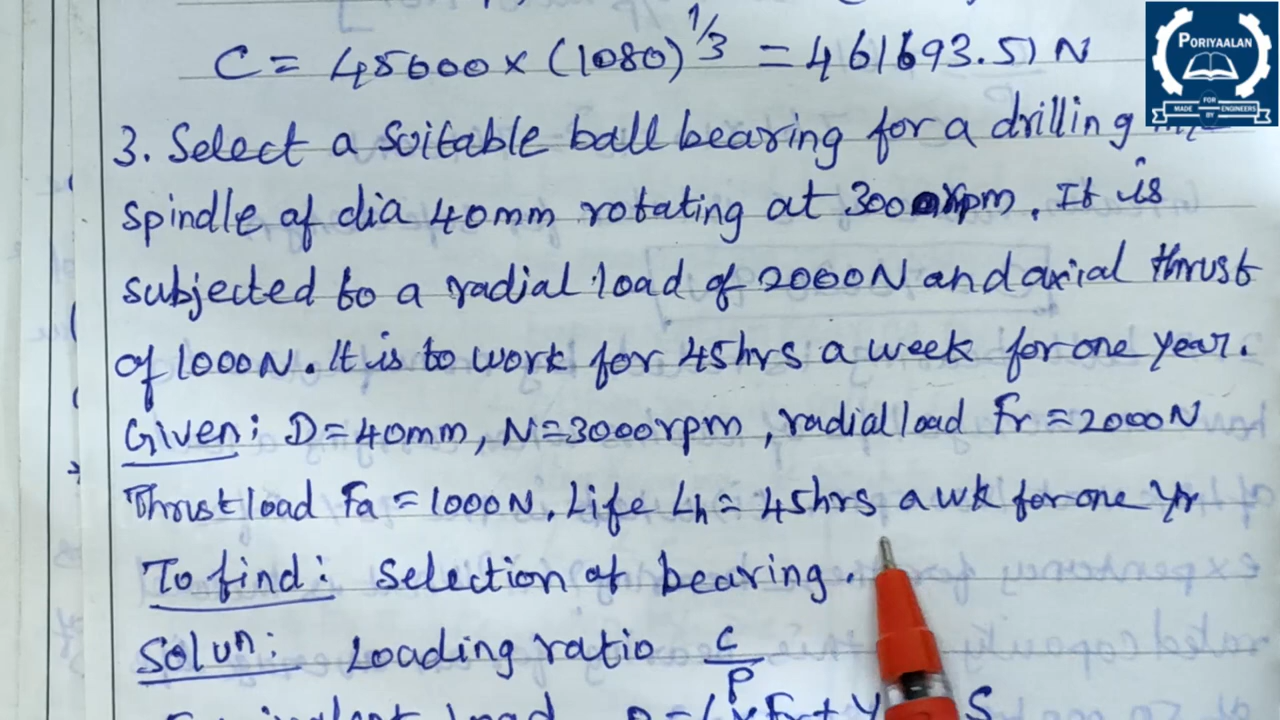 C = 45000 × (1080)^1/3 = 461693.51 N
PORIYAALAN
FOR
MADE ENGINEERS
BY
3. Select a suitable ball bearing for a drilling
spindle of dia 40mm rotating at 3000rpm. It is
subjected to a radial load of 2000N and axial thrust
of 1000N. It is to work for 45hrs a week for one year.
Given: D=40mm, N=3000rpm, radial load Fr = 2000N
Thrust load Fa = 1000N. Life Lh = 45hrs a wk for one yr
To find: Selection of bearing.
Solun: Loading ratio C/P
load